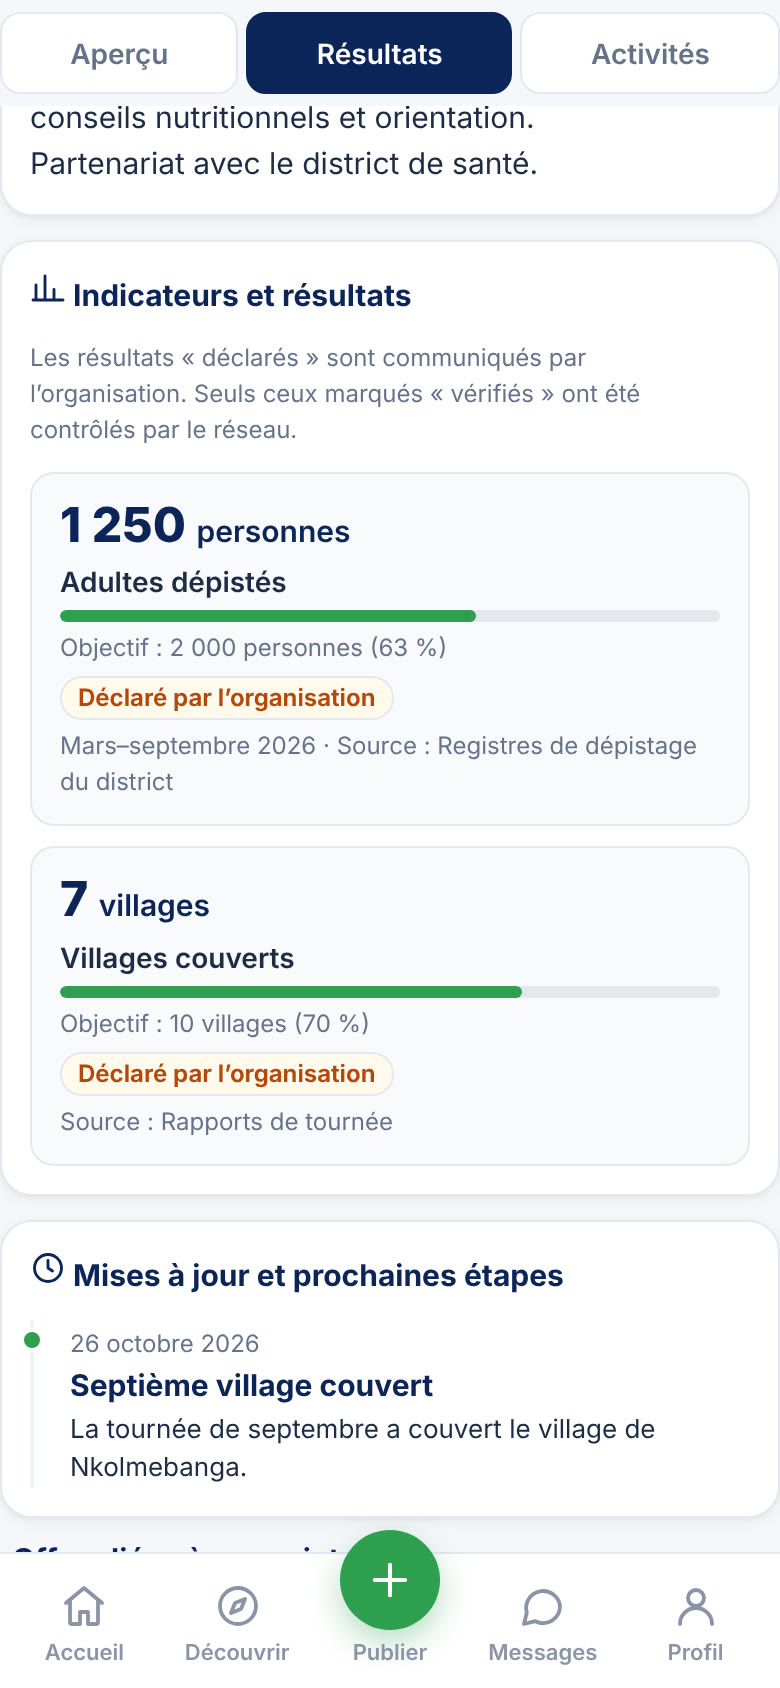 Aperçu
Résultats
Activités
conseils nutritionnels et orientation.
Partenariat avec le district de santé.
Indicateurs et résultats
Les résultats « déclarés » sont communiqués par
l’organisation. Seuls ceux marqués « vérifiés » ont été
contrôlés par le réseau.
1 250 personnes
Adultes dépistés
Objectif : 2 000 personnes (63 %)
Déclaré par l’organisation
Mars–septembre 2026 · Source : Registres de dépistage
du district
7 villages
Villages couverts
Objectif : 10 villages (70 %)
Déclaré par l’organisation
Source : Rapports de tournée
Mises à jour et prochaines étapes
26 octobre 2026
Septième village couvert
La tournée de septembre a couvert le village de
Nkolmebanga.
Accueil
Découvrir
Publier
Messages
Profil